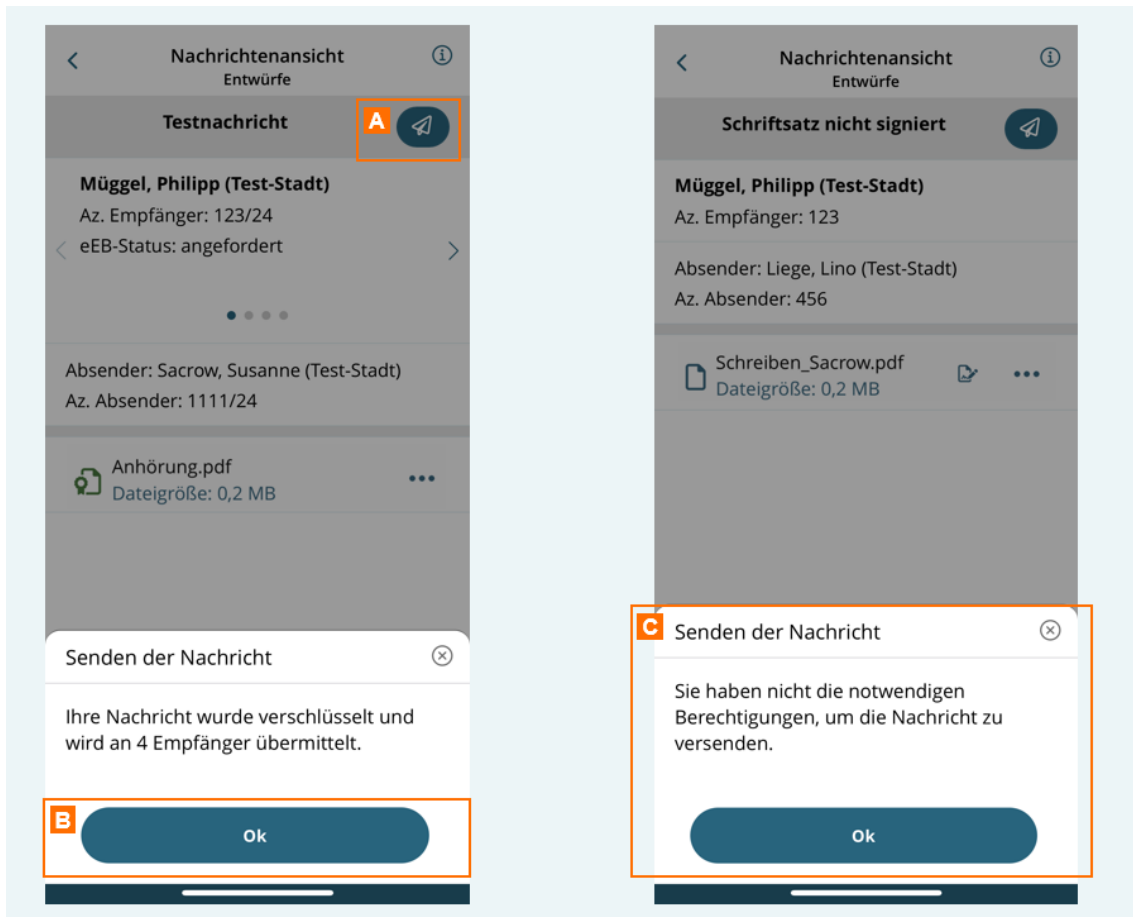 Nachrichtenansicht
Entwürfe
Testnachricht
A
Müggel, Philipp (Test-Stadt)
Az. Empfänger: 123/24
eEB-Status: angefordert
Absender: Sacrow, Susanne (Test-Stadt)
Az. Absender: 1111/24
Anhörung.pdf
Dateigröße: 0,2 MB
Senden der Nachricht
Ihre Nachricht wurde verschlüsselt und
wird an 4 Empfänger übermittelt.
B
Ok
Nachrichtenansicht
Entwürfe
Schriftsatz nicht signiert
Müggel, Philipp (Test-Stadt)
Az. Empfänger: 123
Absender: Liege, Lino (Test-Stadt)
Az. Absender: 456
Schreiben_Sacrow.pdf
Dateigröße: 0,2 MB
C
Senden der Nachricht
Sie haben nicht die notwendigen
Berechtigungen, um die Nachricht zu
versenden.
Ok